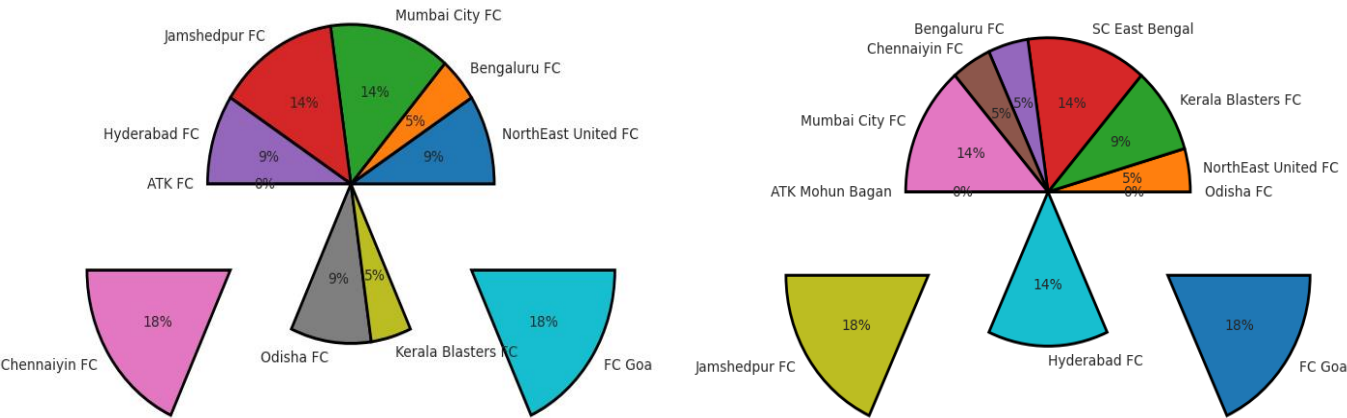 Mumbai City FC
Jamshedpur FC
14%
14%
Bengaluru FC
5%
Hyderabad FC
9%
9%
NorthEast United FC
ATK FC
0%
9%
5%
Chennaiyin FC
18%
Odisha FC
Kerala Blasters FC
18%
FC Goa
Bengaluru FC
SC East Bengal
Chennaiyin FC
5%
5%
14%
Kerala Blasters FC
Mumbai City FC
14%
9%
NorthEast United FC
5%
ATK Mohun Bagan
0%
0%
Odisha FC
14%
Jamshedpur FC
18%
Hyderabad FC
18%
FC Goa